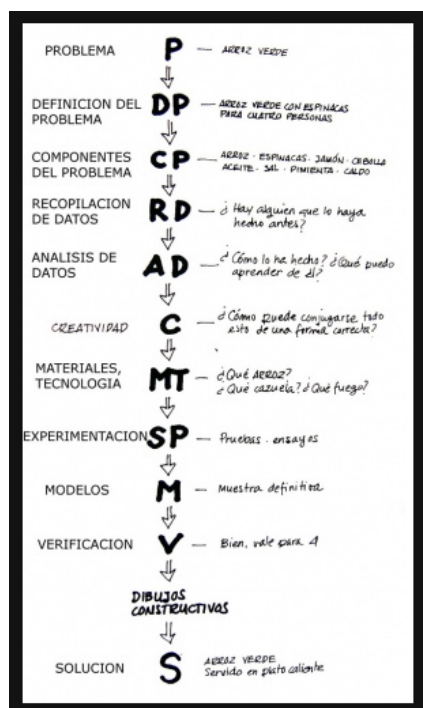 PROBLEMA P — ARROZ VERDE
DEFINICION DEL PROBLEMA DP — ARROZ VERDE CON ESPINACAS
PARA CUATRO PERSONAS
COMPONENTES DEL PROBLEMA CP — ARROZ · ESPINACAS · JAMÓN · CEBOLLA
ACEITE · SAL · PIMIENTA · CALDO
RECOPILACION DE DATOS RD — ¿Hay alguien que lo haya
hecho antes?
ANALISIS DE DATOS AD — ¿Cómo lo ha hecho? ¿Qué puedo
aprender de él?
CREATIVIDAD C — ¿Cómo puede conjugarse todo
esto de una forma correcta?
MATERIALES, TECNOLOGIA MT — ¿Qué ARROZ?
¿Qué cazuela? ¿Qué fuego?
EXPERIMENTACION SP — Pruebas · ensayos
MODELOS M — Muestra definitiva
VERIFICACION V — Bien, vale para 4
DIBUJOS
CONSTRUCTIVOS
SOLUCION S ARROZ VERDE
Servido en plato caliente